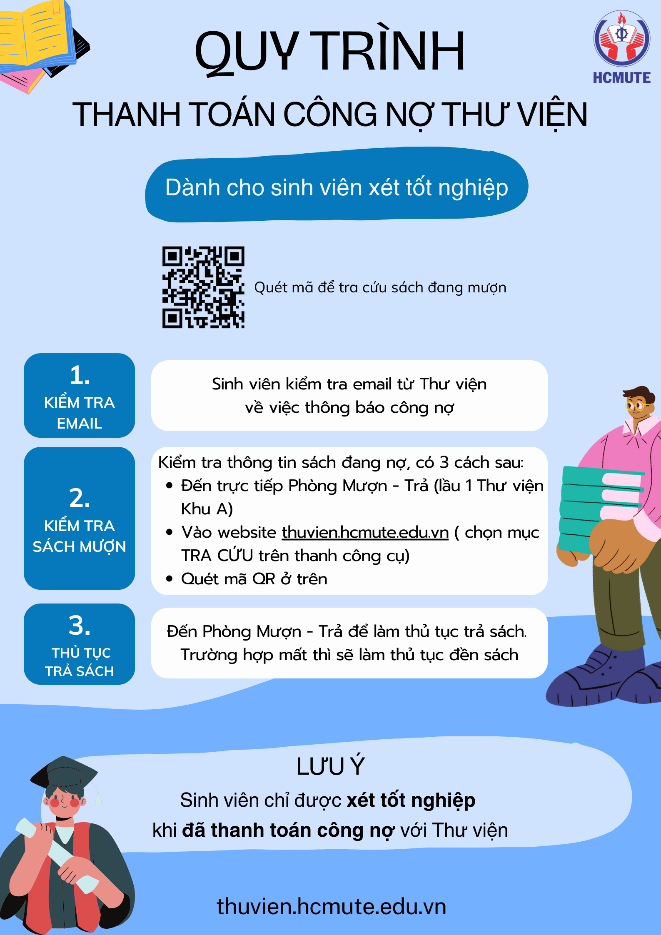 QUY TRÌNH
HCMUTE
THANH TOÁN CÔNG NỢ THƯ VIỆN
Dành cho sinh viên xét tốt nghiệp
Quét mã để tra cứu sách đang mượn
1.
KIỂM TRA
EMAIL
Sinh viên kiểm tra email từ Thư viện
về việc thông báo công nợ
2.
KIỂM TRA
SÁCH MƯỢN
Kiểm tra thông tin sách đang nợ, có 3 cách sau:
• Đến trực tiếp Phòng Mượn - Trả (lầu 1 Thư viện
Khu A)
• Vào website thuvien.hcmute.edu.vn ( chọn mục
TRA CỨU trên thanh công cụ)
• Quét mã QR ở trên
3.
THỦ TỤC
TRẢ SÁCH
Đến Phòng Mượn - Trả để làm thủ tục trả sách.
Trường hợp mất thì sẽ làm thủ tục đền sách
LƯU Ý
Sinh viên chỉ được xét tốt nghiệp
khi đã thanh toán công nợ với Thư viện
thuvien.hcmute.edu.vn